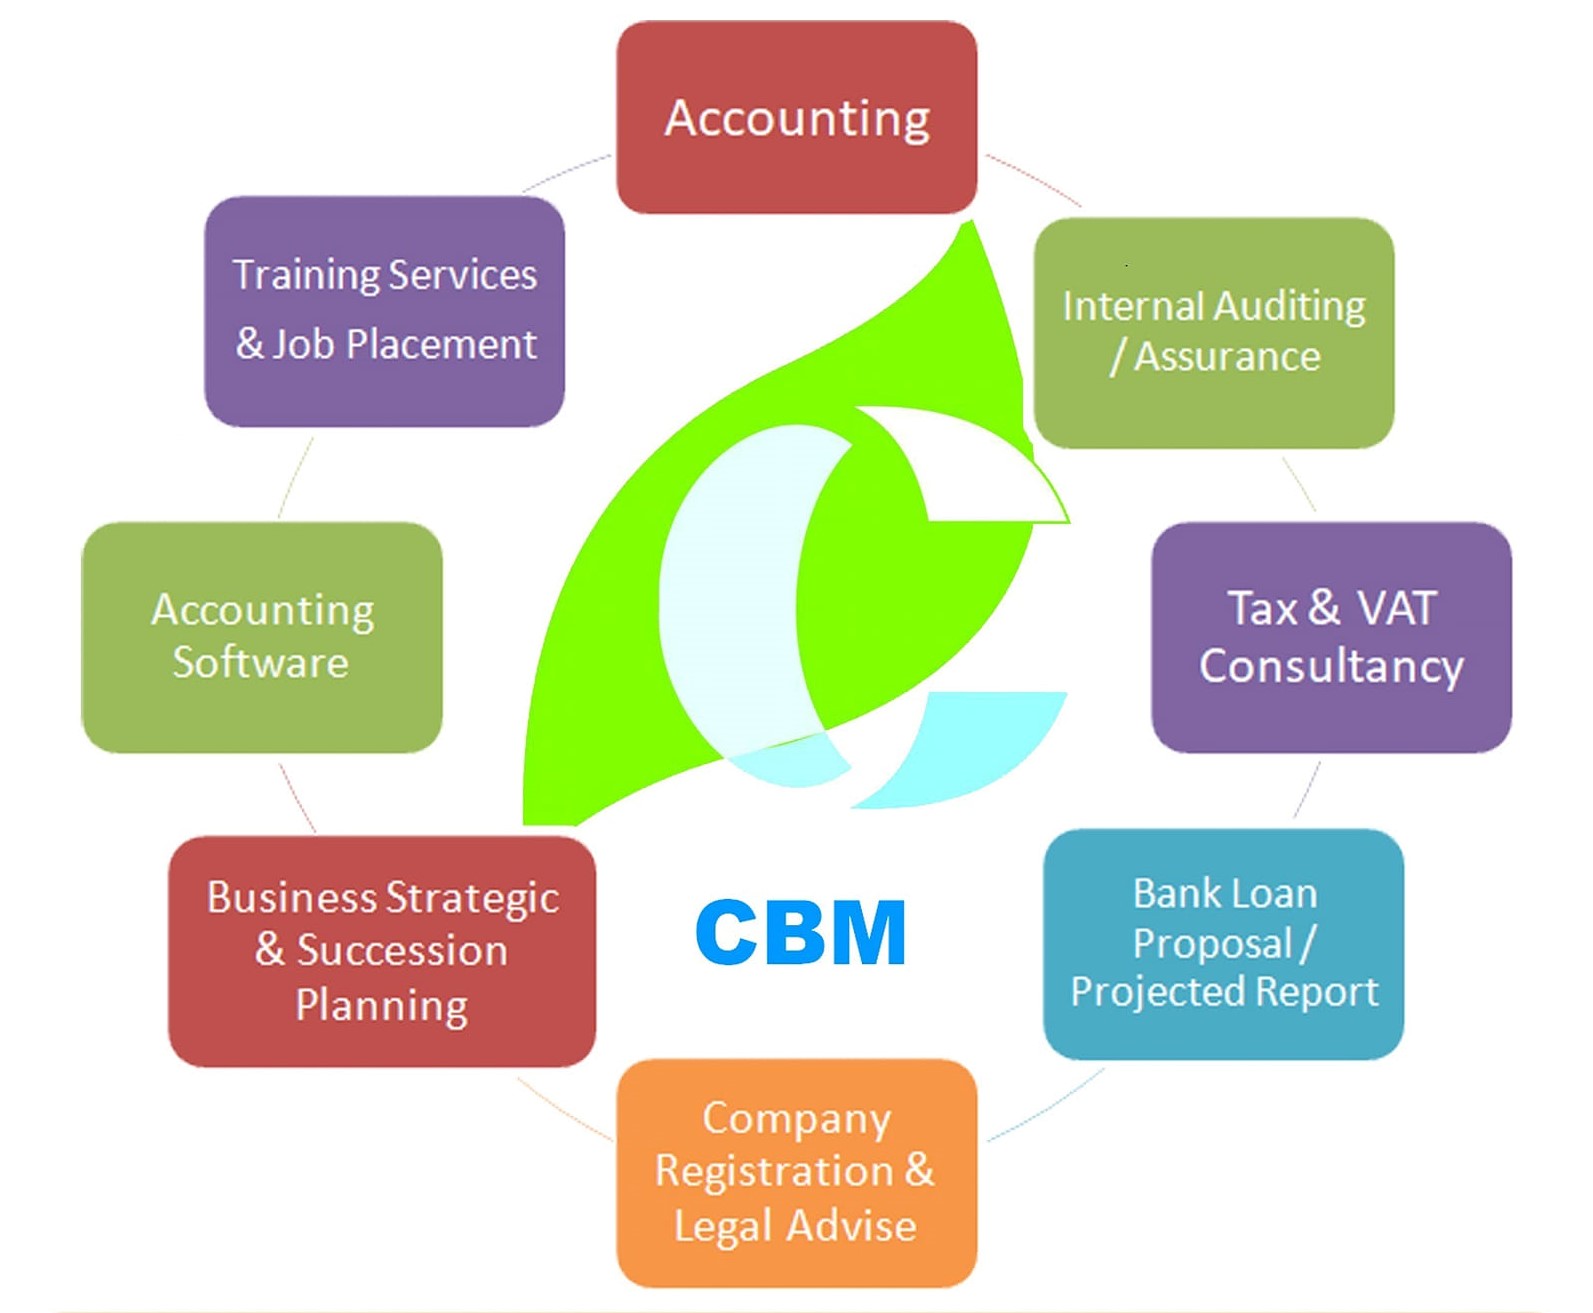 Accounting
Internal Auditing
/ Assurance
Tax & VAT
Consultancy
Bank Loan
Proposal /
Projected Report
Company
Registration &
Legal Advise
Business Strategic
& Succession
Planning
Accounting
Software
Training Services
& Job Placement
CBM